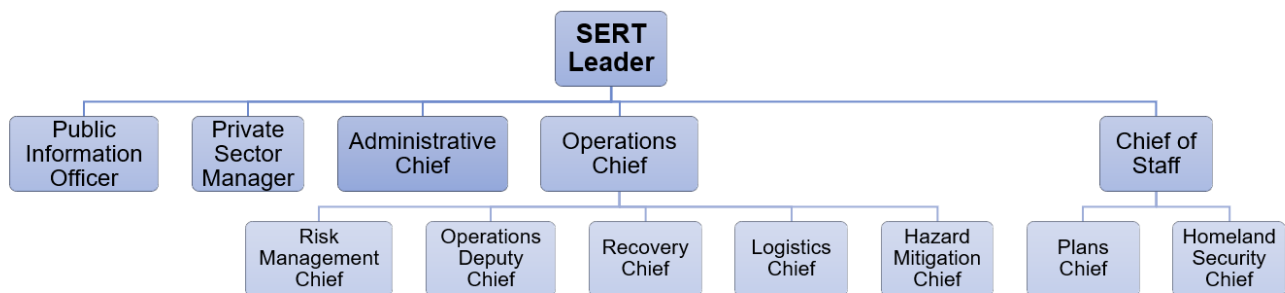 SERT
Leader
Public
Information
Officer
Private
Sector
Manager
Administrative
Chief
Operations
Chief
Chief of
Staff
Risk
Management
Chief
Operations
Deputy
Chief
Recovery
Chief
Logistics
Chief
Hazard
Mitigation
Chief
Plans
Chief
Homeland
Security
Chief